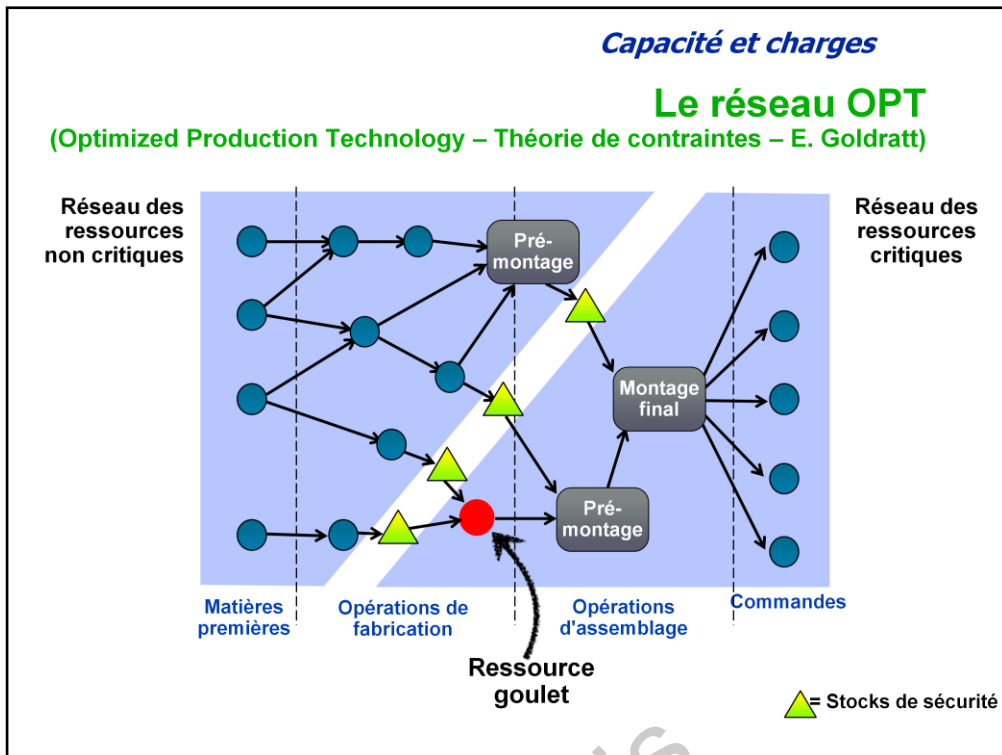 Capacité et charges
Le réseau OPT
(Optimized Production Technology – Théorie de contraintes – E. Goldratt)
Réseau des
ressources
non critiques
Réseau des
ressources
critiques
Pré-
montage
Montage
final
Pré-
montage
Matières
premières
Opérations de
fabrication
Opérations
d'assemblage
Commandes
Ressource
goulet
= Stocks de sécurité